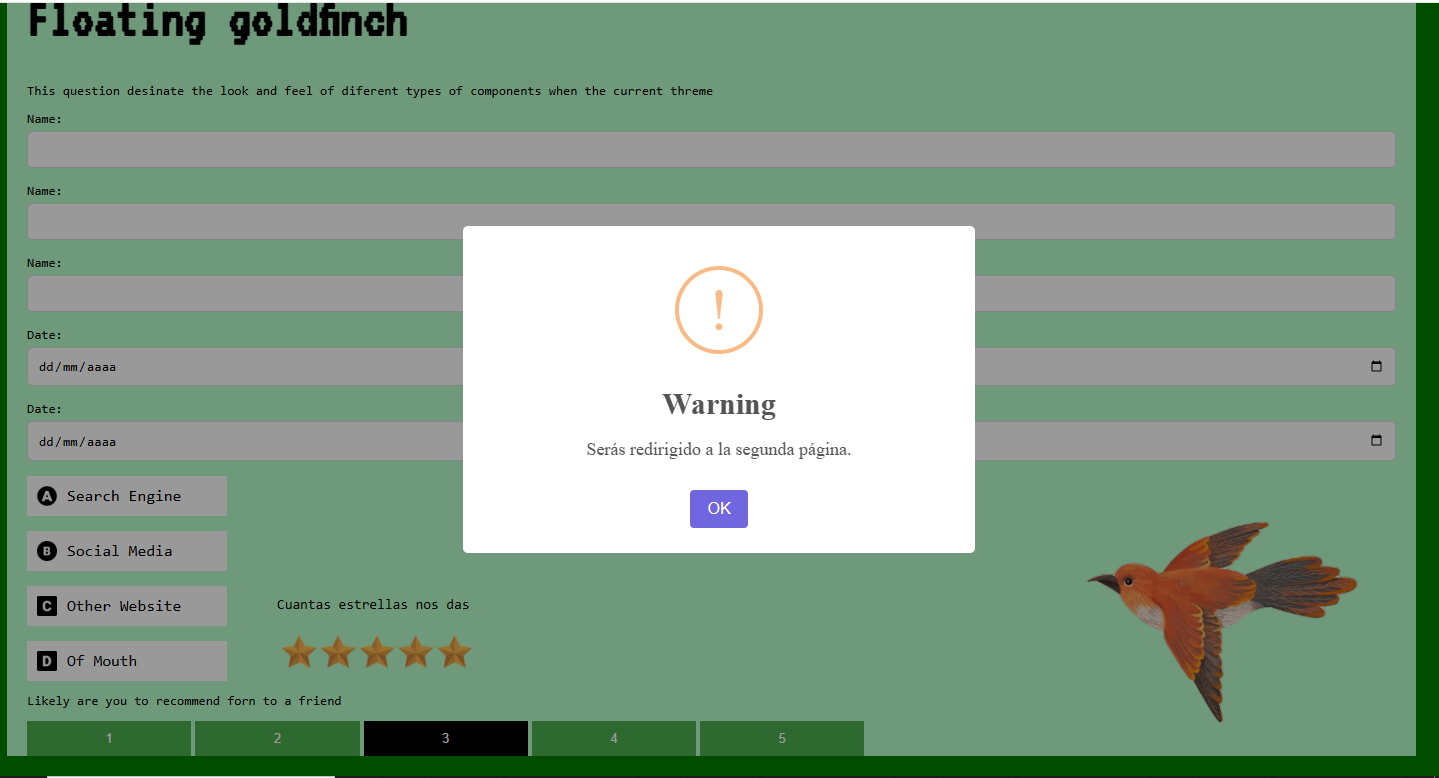 Floating goldfinch
This question desinate the look and feel of diferent types of components when the current threme
Name:
Name:
Name:
Date:
dd/mm/aaaa
Date:
dd/mm/aaaa
!
Warning
Serás redirigido a la segunda página.
OK
A Search Engine
B Social Media
C Other Website
D Of Mouth
Cuantas estrellas nos das
Likely are you to recommend forn to a friend
1 2 3 4 5